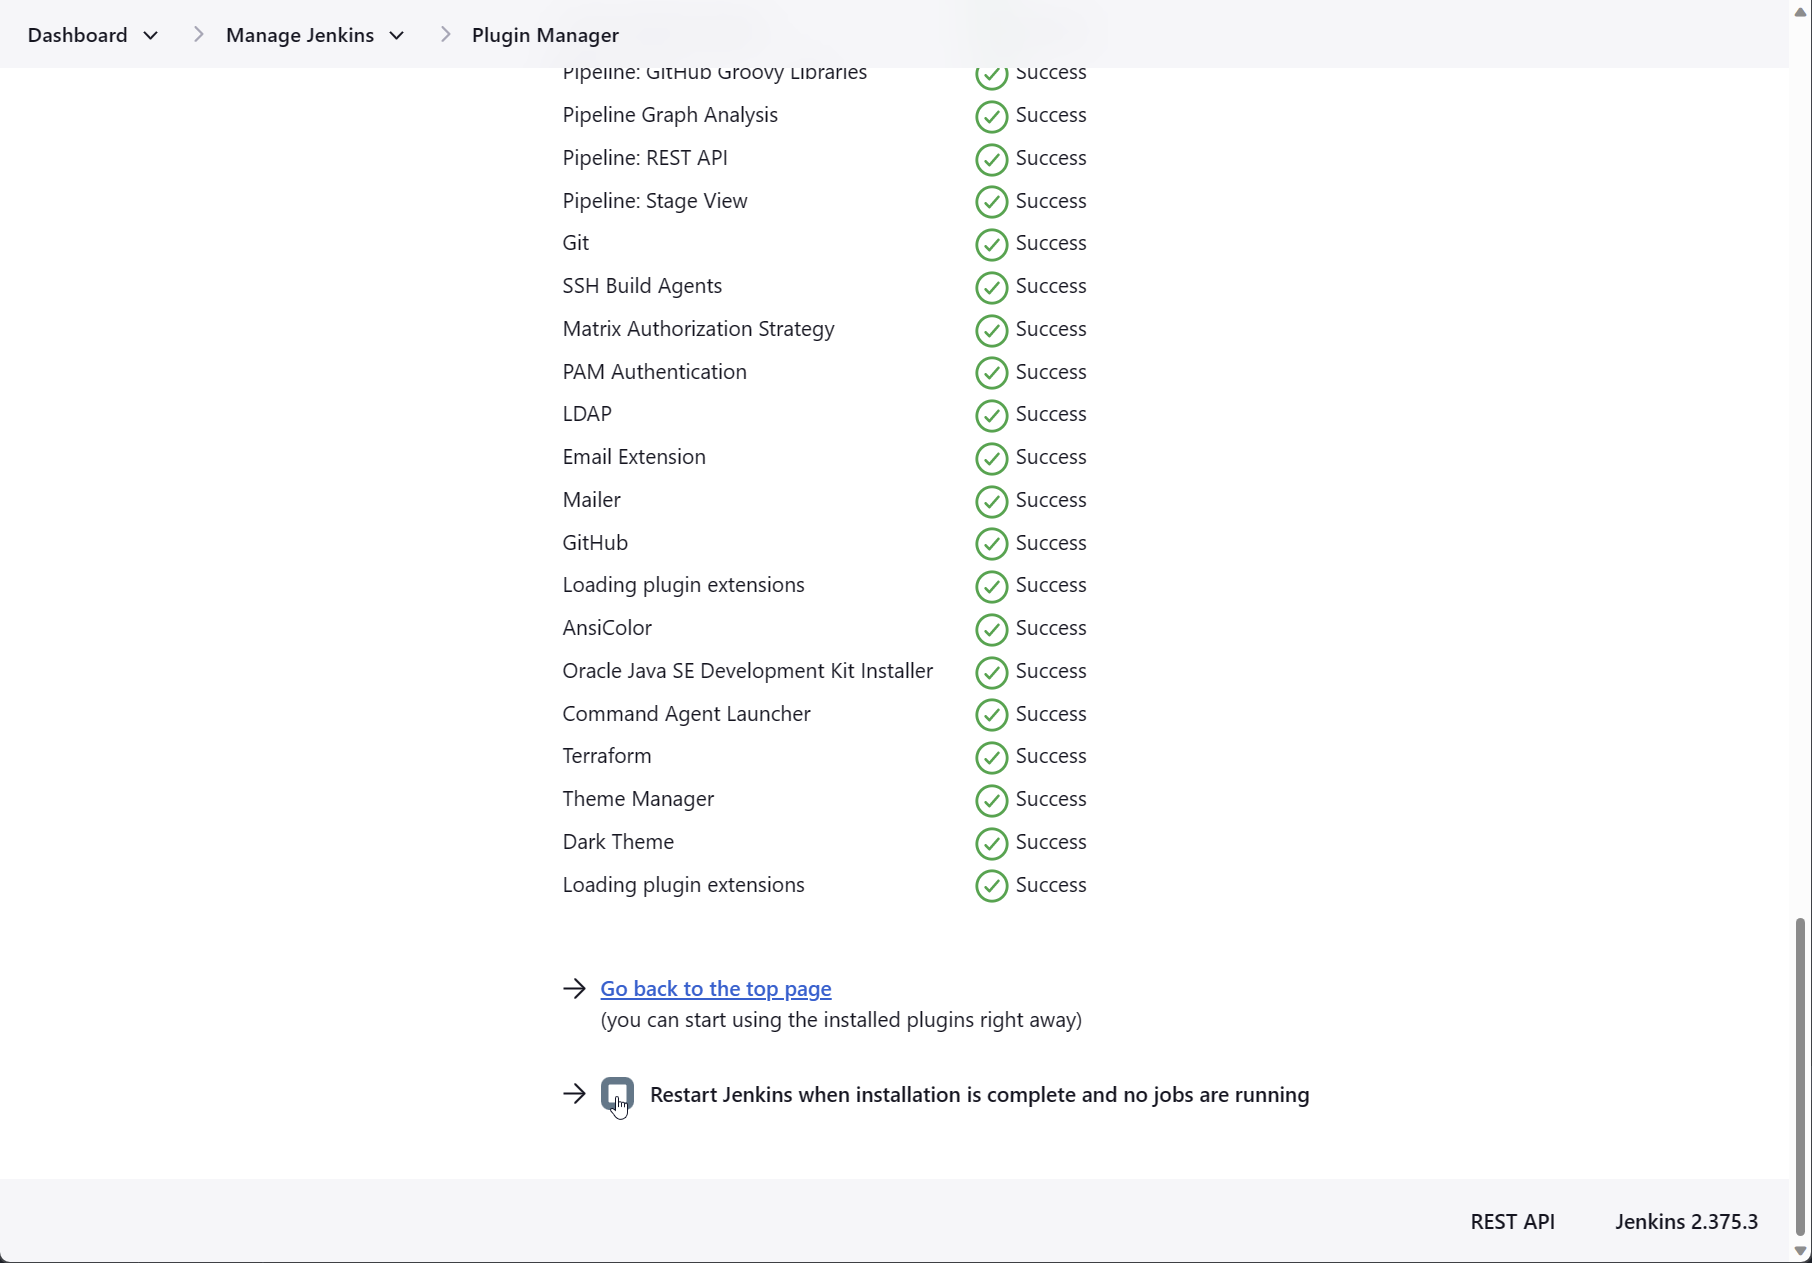 Dashboard Manage Jenkins Plugin Manager
Pipeline: GitHub Groovy Libraries Success
Pipeline Graph Analysis Success
Pipeline: REST API Success
Pipeline: Stage View Success
Git Success
SSH Build Agents Success
Matrix Authorization Strategy Success
PAM Authentication Success
LDAP Success
Email Extension Success
Mailer Success
GitHub Success
Loading plugin extensions Success
AnsiColor Success
Oracle Java SE Development Kit Installer Success
Command Agent Launcher Success
Terraform Success
Theme Manager Success
Dark Theme Success
Loading plugin extensions Success
Go back to the top page
(you can start using the installed plugins right away)
Restart Jenkins when installation is complete and no jobs are running
REST API Jenkins 2.375.3